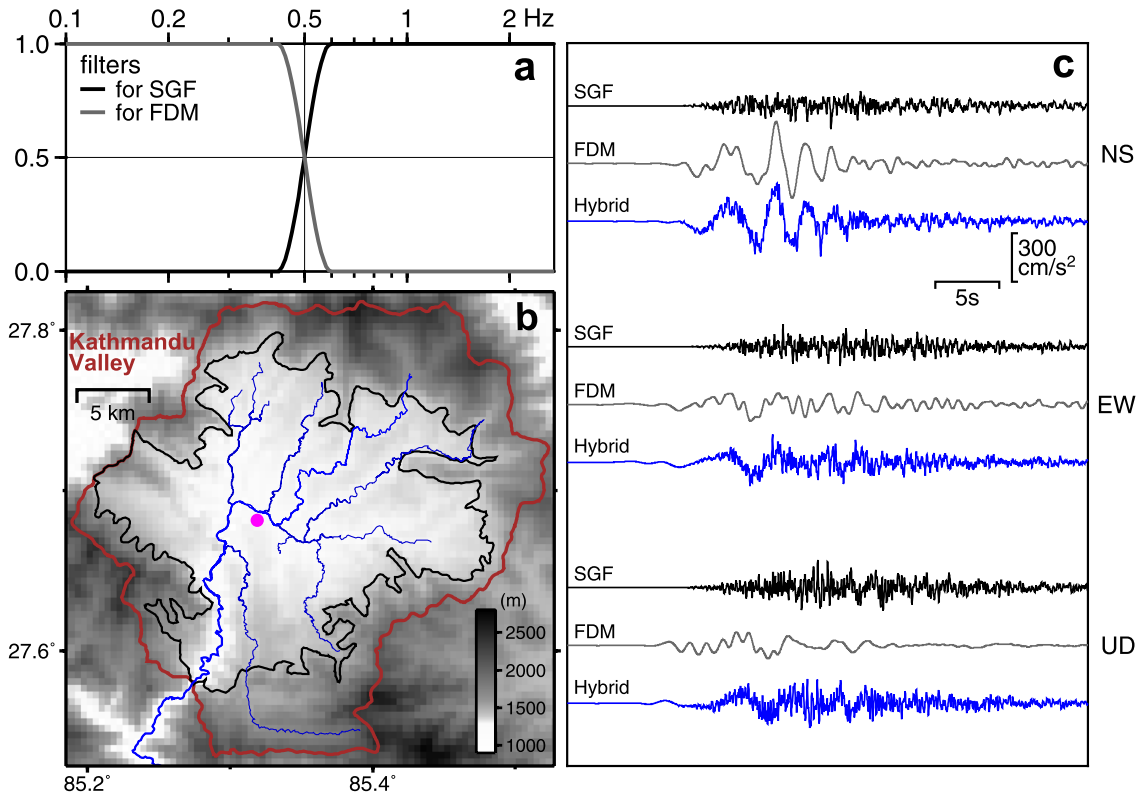 0.1 0.2 0.5 1 2 Hz
1.0
0.5
0.0
filters
for SGF
for FDM
a
b
27.8°
27.6°
Kathmandu
Valley
5 km
(m)
2500
2000
1500
1000
85.2° 85.4°
c
SGF
FDM
Hybrid
NS
300
cm/s²
5s
SGF
FDM
Hybrid
EW
SGF
FDM
Hybrid
UD